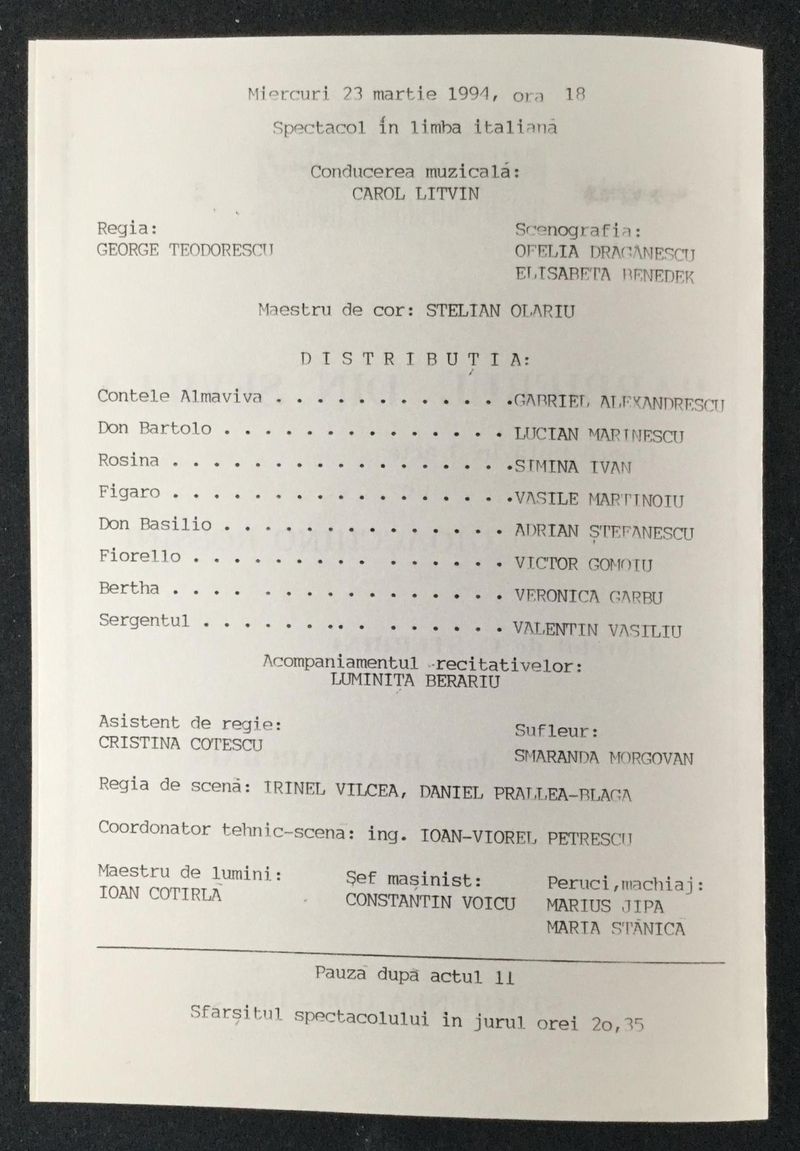 Miercuri 23 martie 1994, ora 18
Spectacol în limba italiană
Conducerea muzicală:
CAROL LITVIN
Regia:
GEORGE TEODORESCU
Scenografia:
OFELIA DRAGANESCU
ELISABETA BENEDEK
Maestru de cor: STELIAN OLARIU
D I S T R I B U Ț I A:
Contele Almaviva . . . . . . . . . . . . .GABRIEL ALEXANDRESCU
Don Bartolo . . . . . . . . . . . . . . . LUCIAN MARINESCU
Rosina . . . . . . . . . . . . . . . . . .SIMINA IVAN
Figaro . . . . . . . . . . . . . . . . . .VASILE MARTINOIU
Don Basilio . . . . . . . . . . . . . . . ADRIAN ȘTEFANESCU
Fiorello . . . . . . . . . . . . . . . VICTOR GOMOIU
Bertha . . . . . . . . . . . . . . . . . VERONICA GARBU
Sergentul . . . . . . .. . . . . . . . VALENTIN VASILIU
Acompaniamentul recitativelor:
LUMINIȚA BERARIU
Asistent de regie:
CRISTINA COTESCU
Sufleur:
SMARANDA MORGOVAN
Regia de scenă: IRINEL VILCEA, DANIEL PRALLEA-BLAGA
Coordonator tehnic-scena: ing. IOAN-VIOREL PETRESCU
Maestru de lumini:
IOAN COTIRLĂ
Șef mașinist:
CONSTANTIN VOICU
Peruci,machiaj:
MARIUS JIPA
MARIA STĂNICĂ
Pauză după actul II
Sfarșitul spectacolului in jurul orei 2o,35